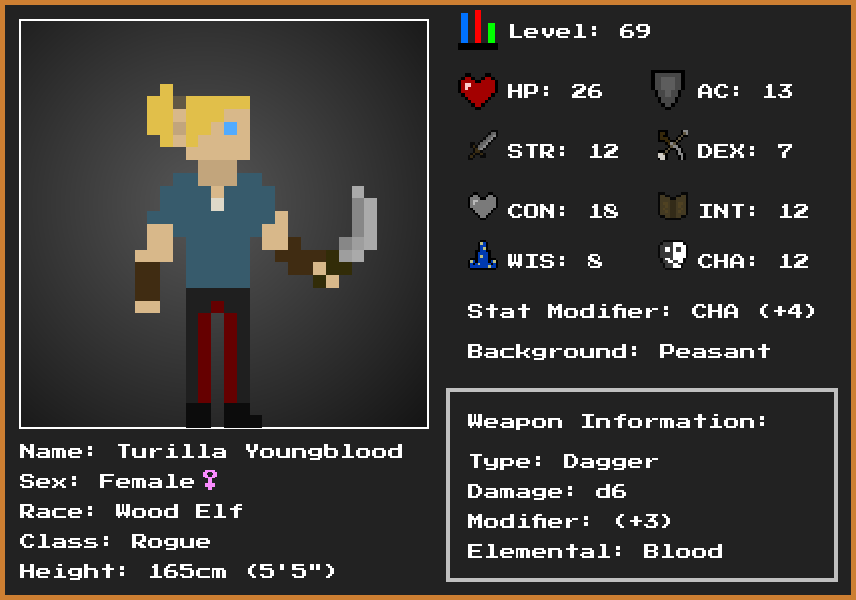 Level: 69
HP: 26
AC: 13
STR: 12
DEX: 7
CON: 18
INT: 12
WIS: 8
CHA: 12
Stat Modifier: CHA (+4)
Background: Peasant
Weapon Information:
Type: Dagger
Damage: d6
Modifier: (+3)
Elemental: Blood
Name: Turilla Youngblood
Sex: Female♀
Race: Wood Elf
Class: Rogue
Height: 165cm (5'5")